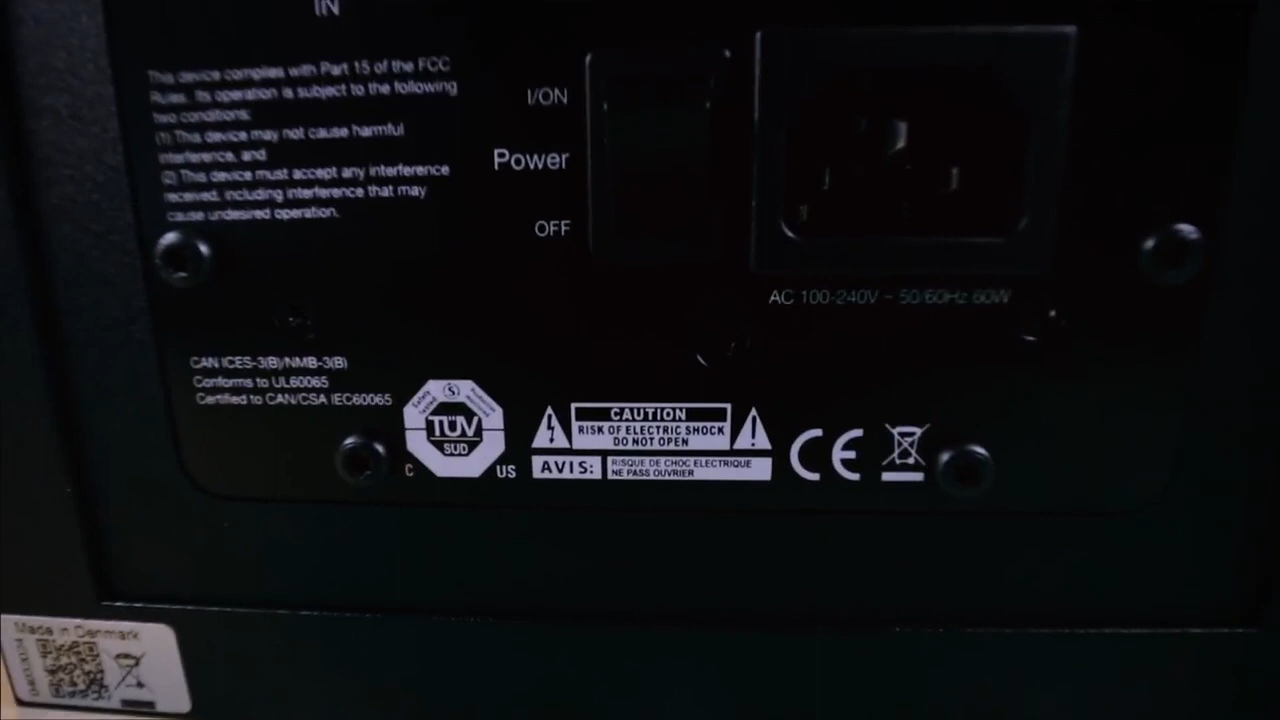 IN
This device complies with Part 15 of the FCC
Rules. Its operation is subject to the following
two conditions:
(1) This device may not cause harmful
interference, and
(2) This device must accept any interference
received, including interference that may
cause undesired operation.
I/ON
Power
OFF
AC 100-240V ~ 50/60Hz 60W
CAN ICES-3(B)/NMB-3(B)
Conforms to UL60065
Certified to CAN/CSA IEC60065
Safety
tested
S
Production
monitored
TÜV
SÜD
C
US
CAUTION
RISK OF ELECTRIC SHOCK
DO NOT OPEN
AVIS:
RISQUE DE CHOC ELECTRIQUE
NE PASS OUVRIER
CE
Made in Denmark